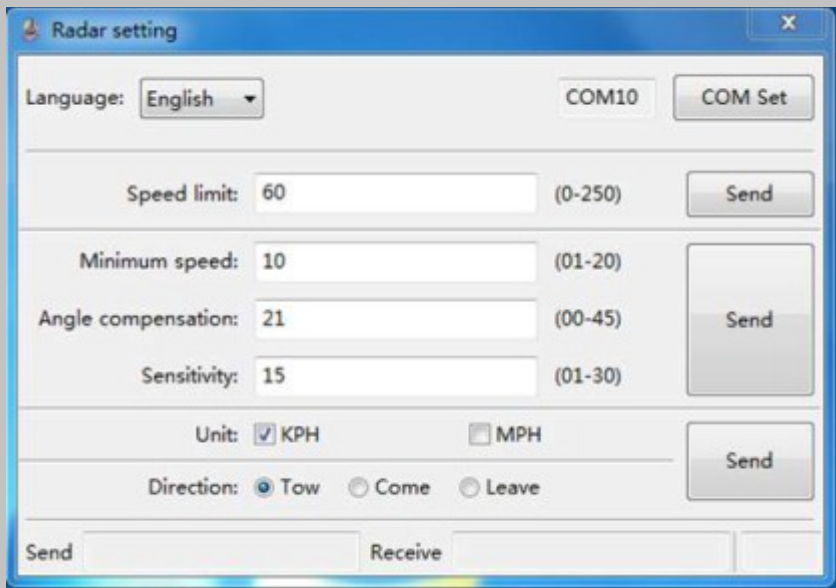 Radar setting
Language: English COM10 COM Set
Speed limit: 60 (0-250) Send
Minimum speed: 10 (01-20)
Angle compensation: 21 (00-45) Send
Sensitivity: 15 (01-30)
Unit: KPH MPH
Send
Direction: Tow Come Leave
Send Receive